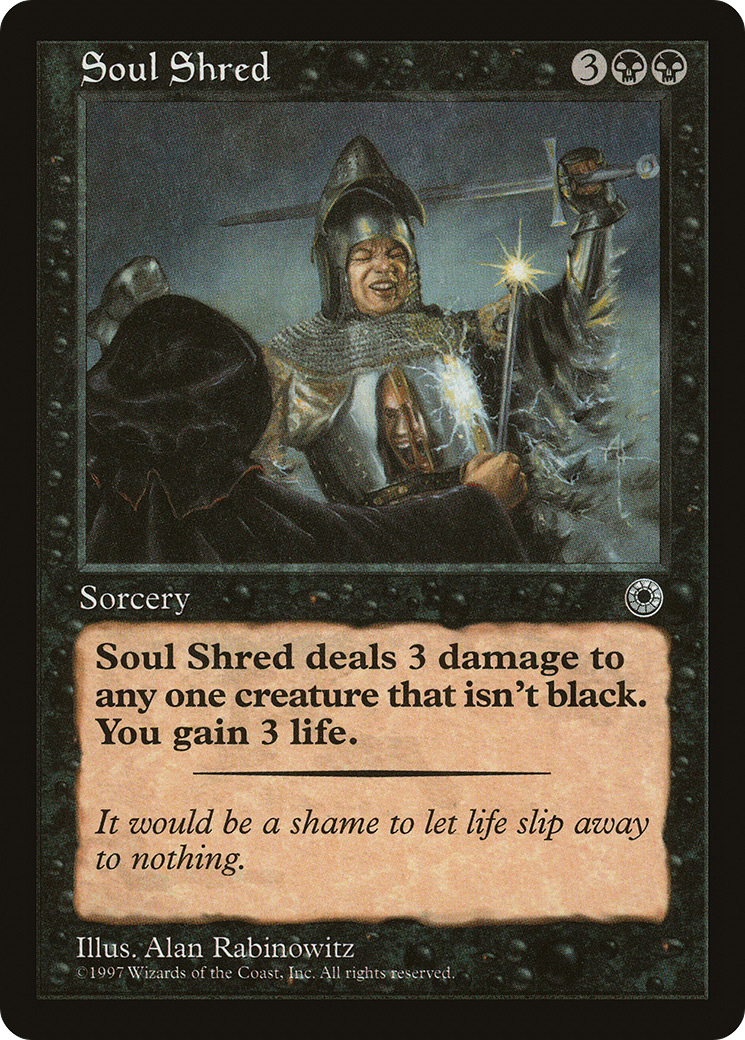 Soul Shred 3
Sorcery
Soul Shred deals 3 damage to
any one creature that isn't black.
You gain 3 life.
It would be a shame to let life slip away
to nothing.
Illus. Alan Rabinowitz
©1997 Wizards of the Coast, Inc. All rights reserved.